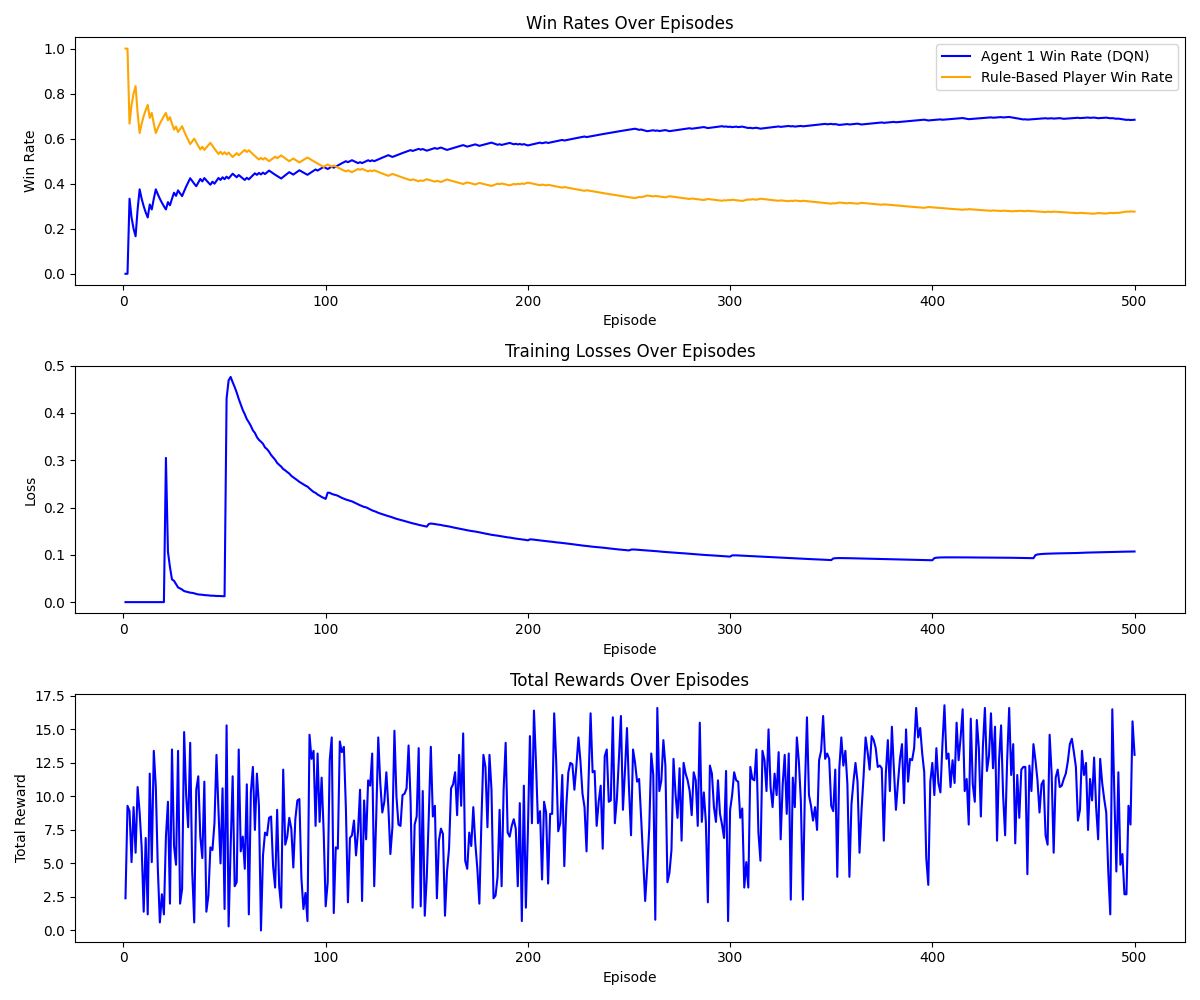 Win Rates Over Episodes
Win Rate
1.0
0.8
0.6
0.4
0.2
0.0
Agent 1 Win Rate (DQN)
Rule-Based Player Win Rate
0 100 200 300 400 500
Episode
Training Losses Over Episodes
Loss
0.5
0.4
0.3
0.2
0.1
0.0
0 100 200 300 400 500
Episode
Total Rewards Over Episodes
Total Reward
17.5
15.0
12.5
10.0
7.5
5.0
2.5
0.0
0 100 200 300 400 500
Episode